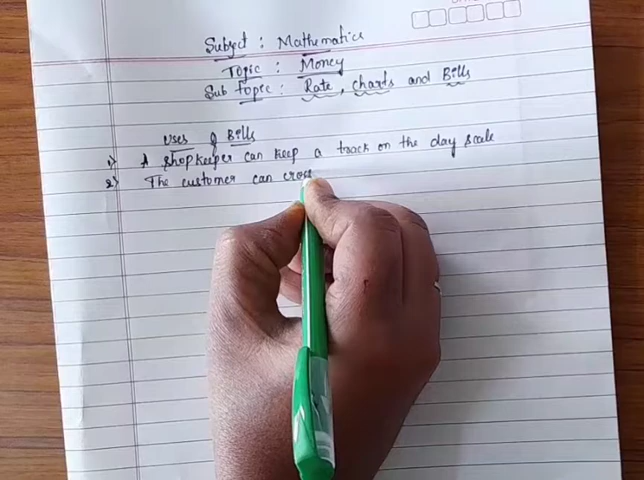 Subject : Mathematics
Topic : Money
Sub Topic : Rate, charts and Bills
Uses of Bills
1) A shopkeeper can keep a track on the day scale
2) The customer can cross